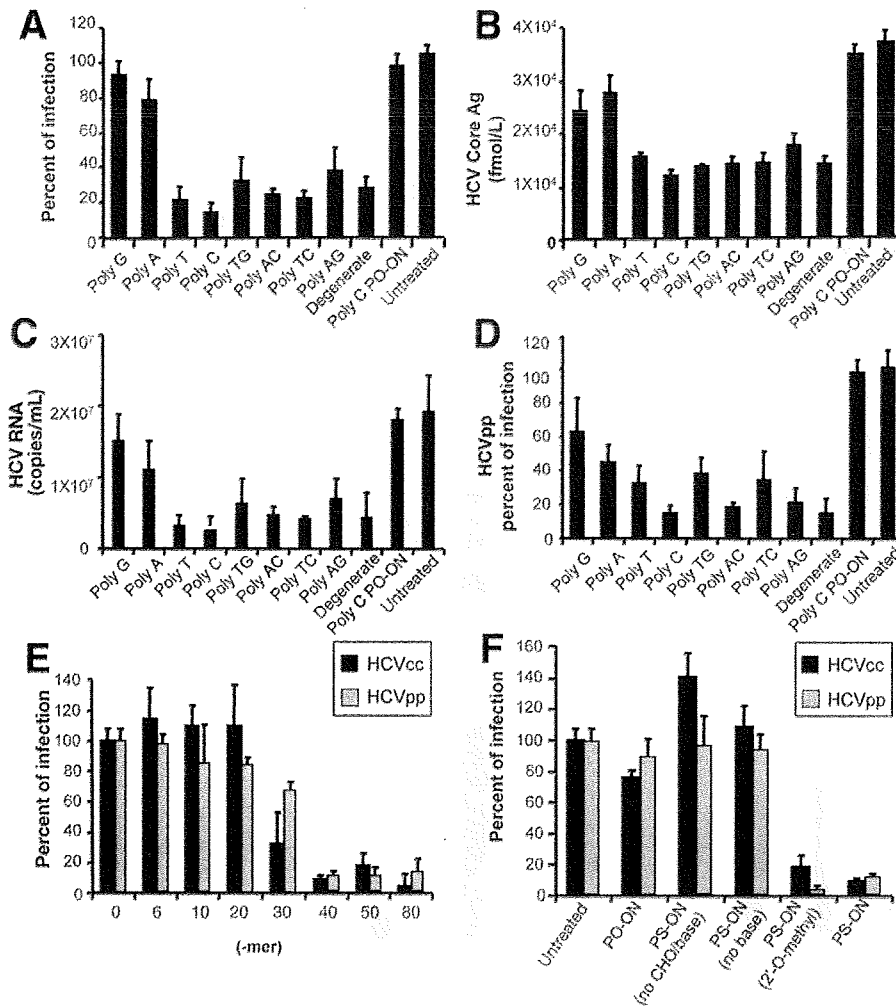 A
Percent of infection
120
100
80
60
40
20
0
Poly G
Poly A
Poly T
Poly C
Poly TG
Poly AC
Poly TC
Poly AG
Degenerate
Poly C PO-ON
Untreated
B
HCV Core Ag
(fmol/L)
4X10⁴
3X10⁴
2X10⁴
1X10⁴
0
Poly G
Poly A
Poly T
Poly C
Poly TG
Poly AC
Poly TC
Poly AG
Degenerate
Poly C PO-ON
Untreated
C
HCV RNA
(copies/mL)
3X10⁷
2X10⁷
1X10⁷
0
Poly G
Poly A
Poly T
Poly C
Poly TG
Poly AC
Poly TC
Poly AG
Degenerate
Poly C PO-ON
Untreated
D
HCVpp
percent of infection
120
100
80
60
40
20
0
Poly G
Poly A
Poly T
Poly C
Poly TG
Poly AC
Poly TC
Poly AG
Degenerate
Poly C PO-ON
Untreated
E
HCVcc
HCVpp
Percent of infection
140
120
100
80
60
40
20
0
0 6 10 20 30 40 50 80
(-mer)
F
HCVcc
HCVpp
Percent of infection
160
140
120
100
80
60
40
20
0
Untreated
PO-ON
PS-ON
(no CHO/base)
PS-ON
(no base)
PS-ON
(2'-O-methyl)
PS-ON